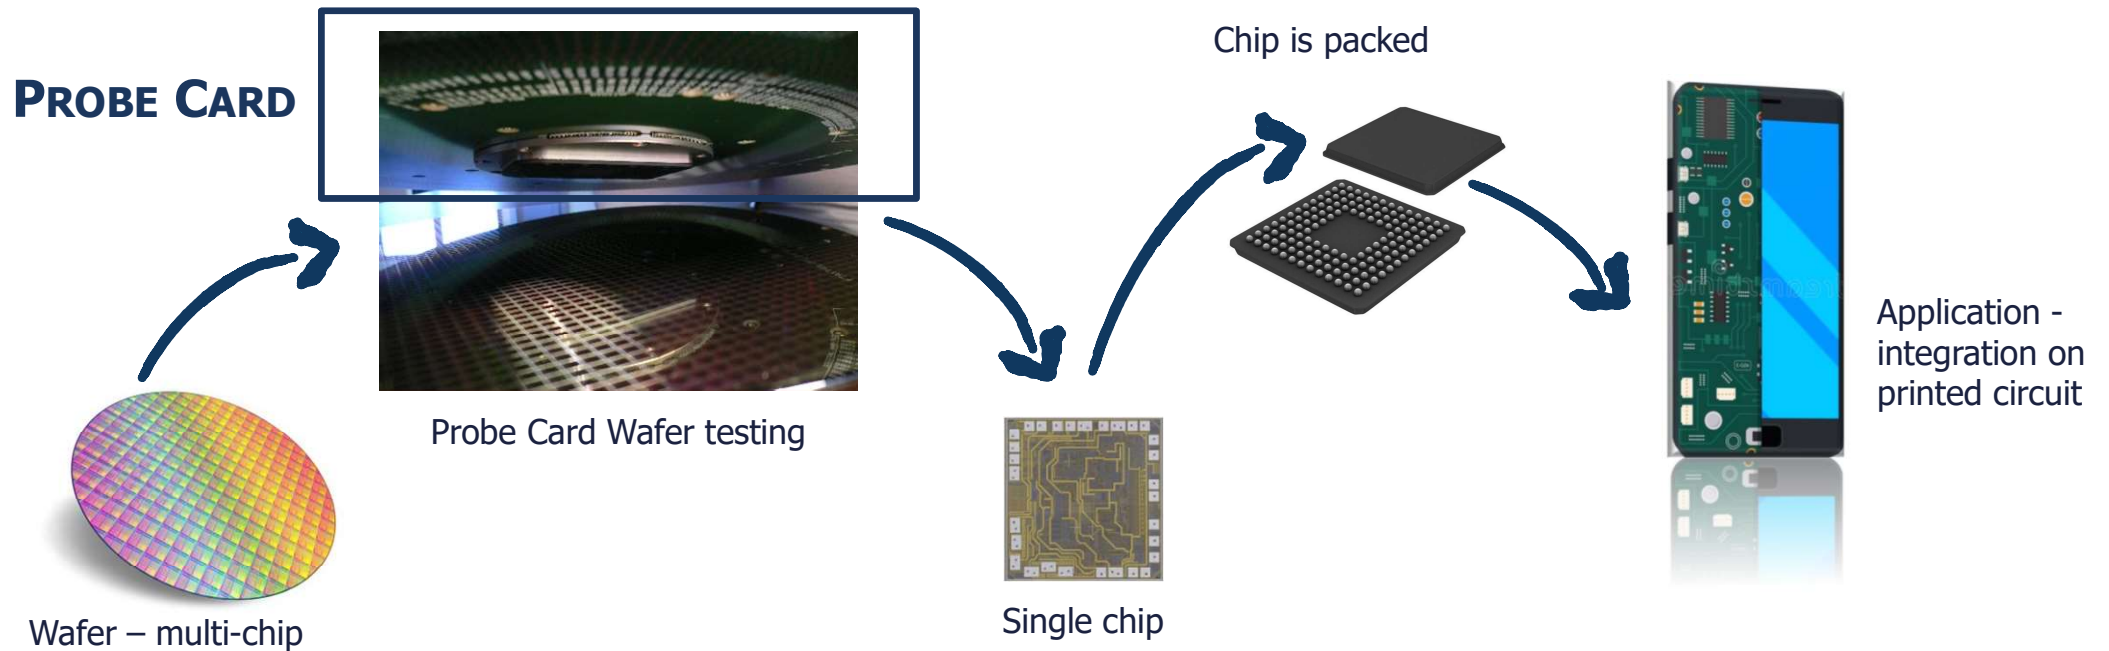 PROBE CARD
Chip is packed
Probe Card Wafer testing
Application -
integration on
printed circuit
Single chip
Wafer – multi-chip